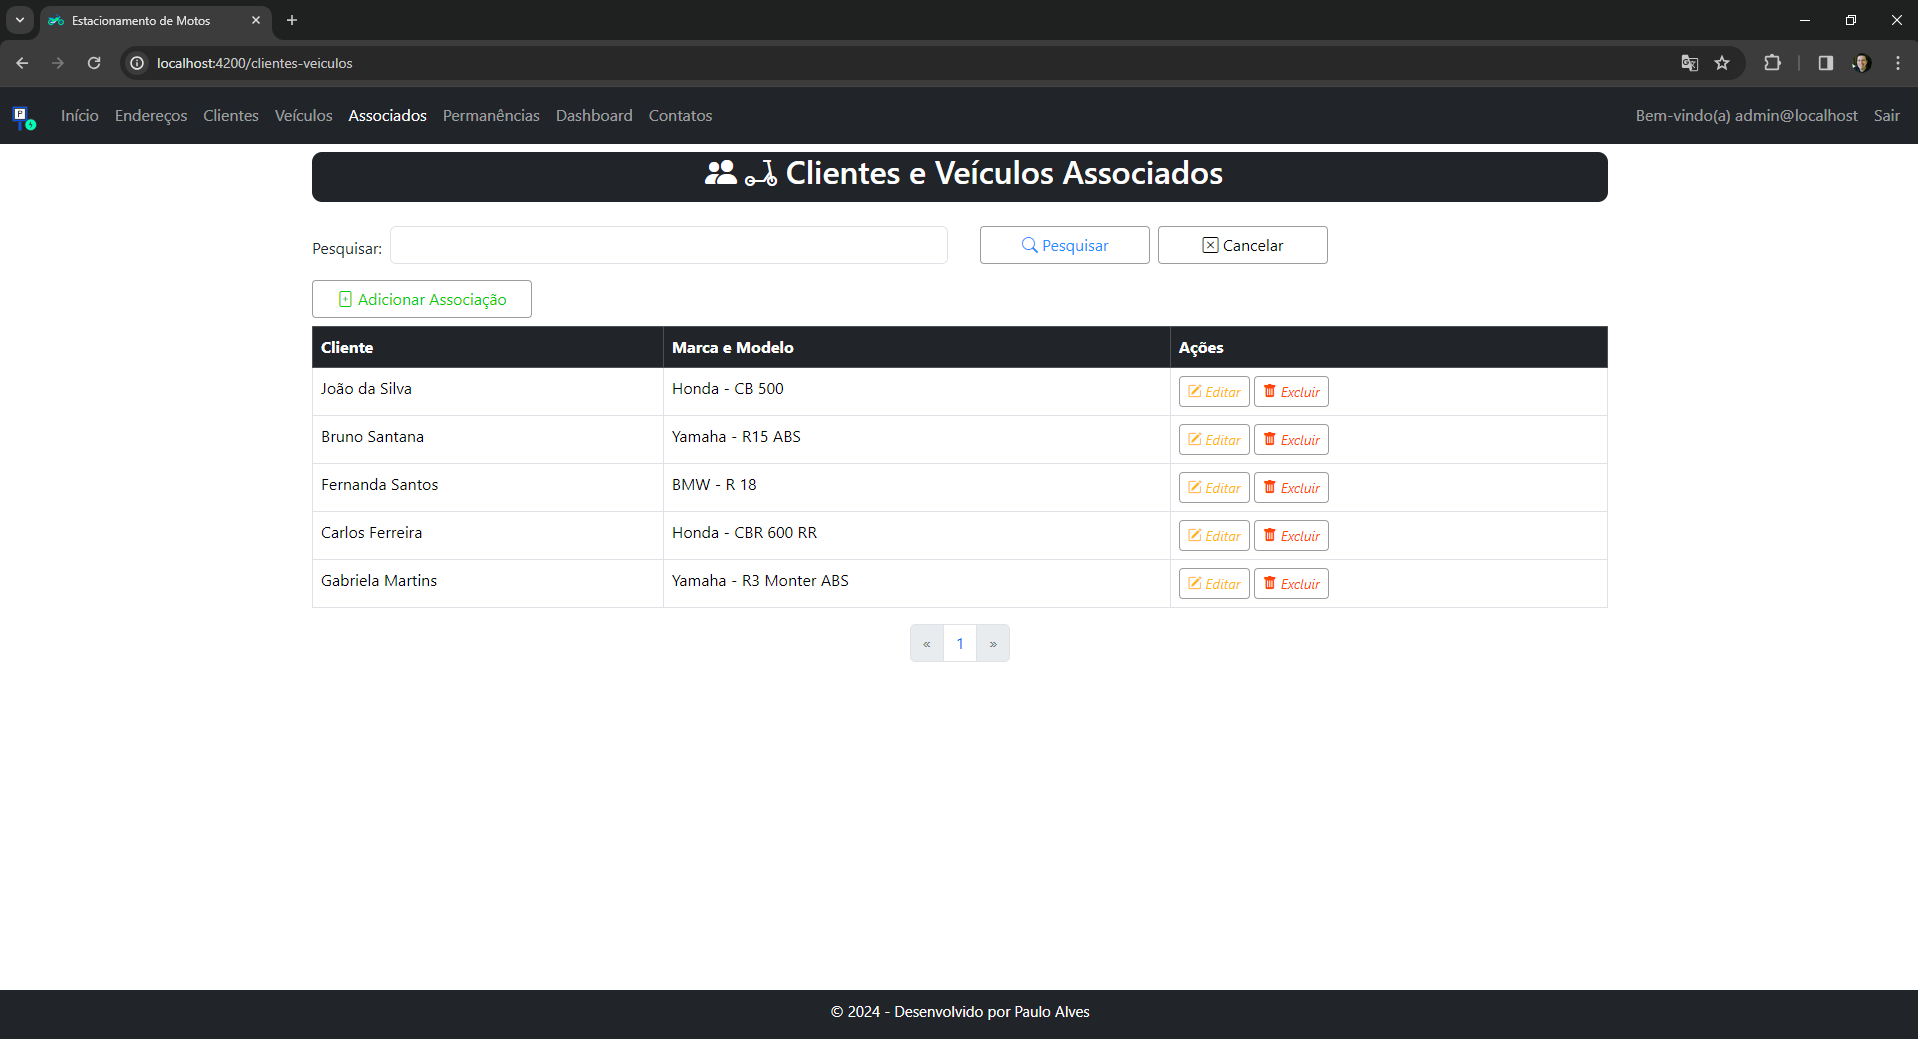 Estacionamento de Motos
localhost:4200/clientes-veiculos
P
Início Endereços Clientes Veículos Associados Permanências Dashboard Contatos Bem-vindo(a) admin@localhost Sair
Clientes e Veículos Associados
Pesquisar: Pesquisar Cancelar
Adicionar Associação
Cliente Marca e Modelo Ações
João da Silva Honda - CB 500 Editar Excluir
Bruno Santana Yamaha - R15 ABS Editar Excluir
Fernanda Santos BMW - R 18 Editar Excluir
Carlos Ferreira Honda - CBR 600 RR Editar Excluir
Gabriela Martins Yamaha - R3 Monter ABS Editar Excluir
« 1 »
© 2024 - Desenvolvido por Paulo Alves